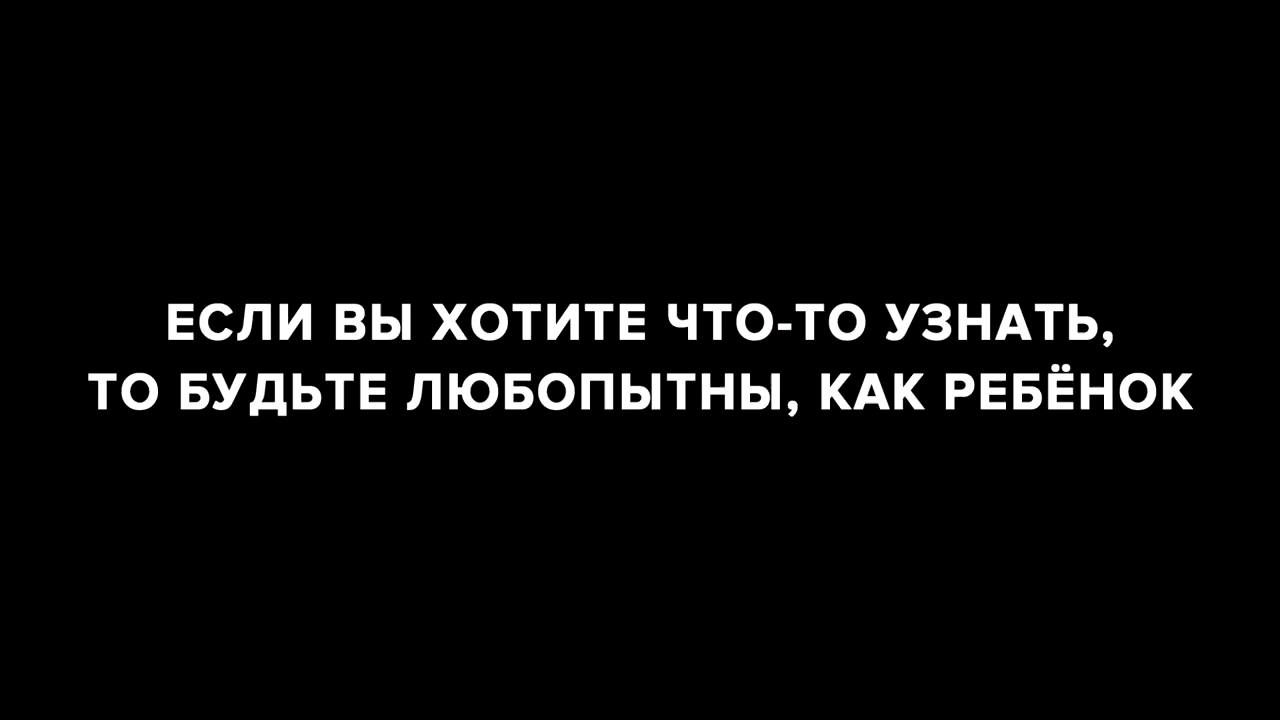 ЕСЛИ ВЫ ХОТИТЕ ЧТО-ТО УЗНАТЬ,
ТО БУДЬТЕ ЛЮБОПЫТНЫ, КАК РЕБЁНОК